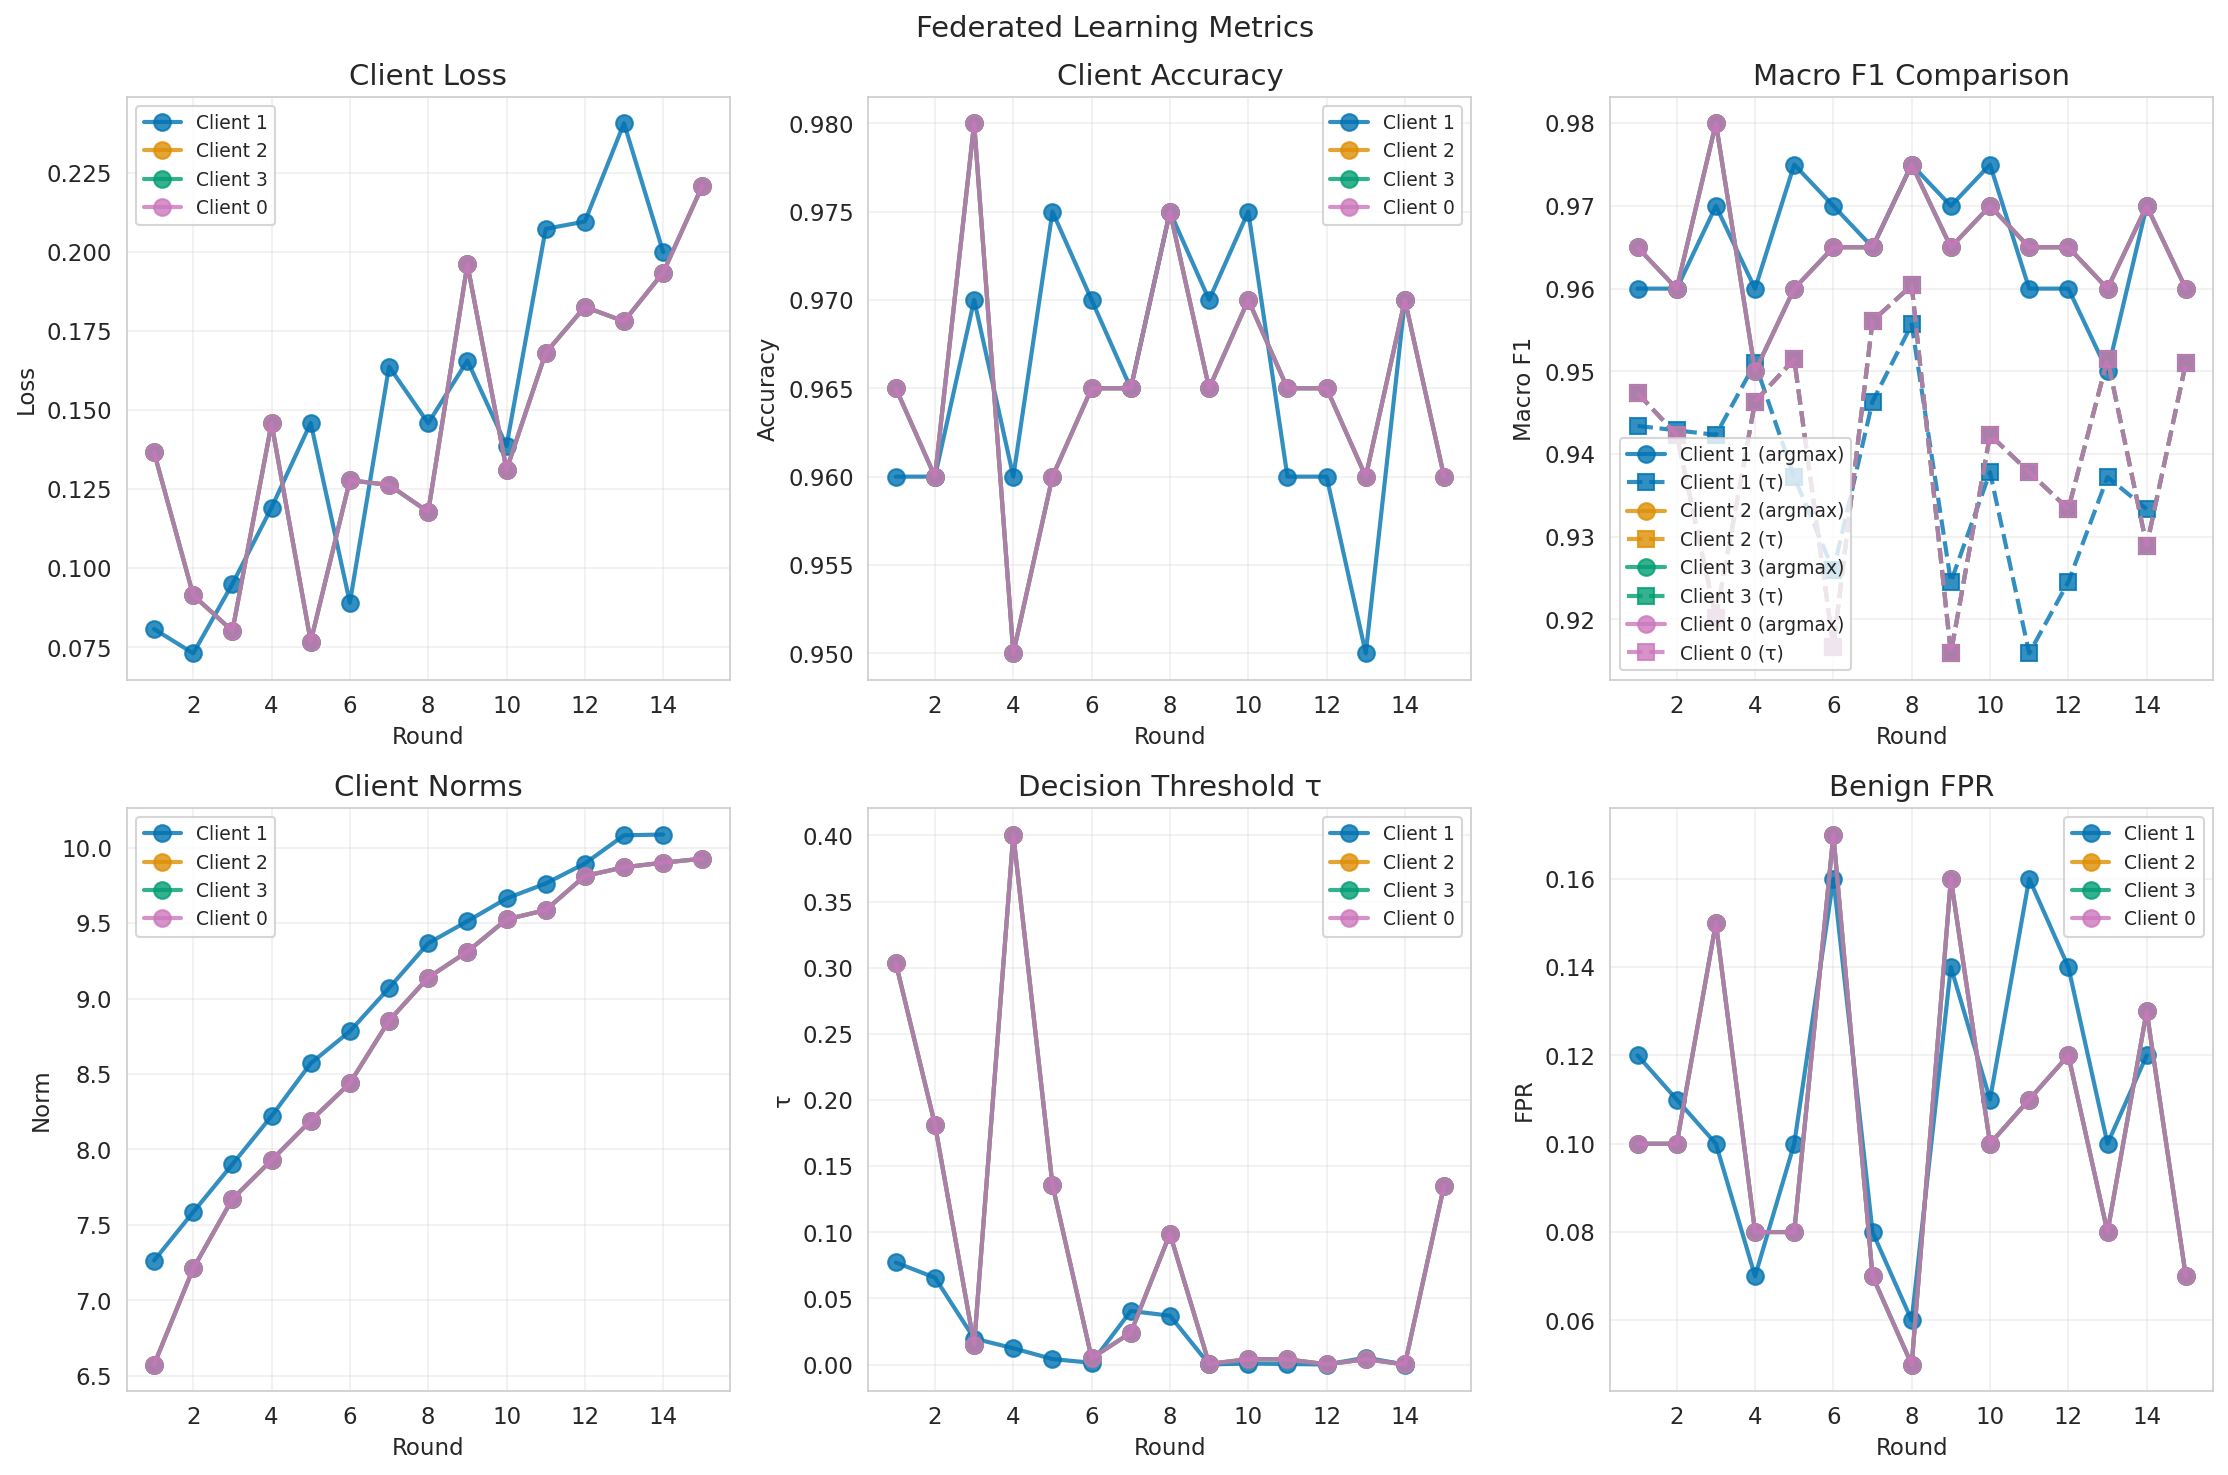 Federated Learning Metrics
Client Loss
Loss
0.225
0.200
0.175
0.150
0.125
0.100
0.075
2 4 6 8 10 12 14
Round
Client 1
Client 2
Client 3
Client 0
Client Accuracy
Accuracy
0.980
0.975
0.970
0.965
0.960
0.955
0.950
2 4 6 8 10 12 14
Round
Client 1
Client 2
Client 3
Client 0
Macro F1 Comparison
Macro F1
0.98
0.97
0.96
0.95
0.94
0.93
0.92
2 4 6 8 10 12 14
Round
Client 1 (argmax)
Client 1 (τ)
Client 2 (argmax)
Client 2 (τ)
Client 3 (argmax)
Client 3 (τ)
Client 0 (argmax)
Client 0 (τ)
Client Norms
Norm
10.0
9.5
9.0
8.5
8.0
7.5
7.0
6.5
2 4 6 8 10 12 14
Round
Client 1
Client 2
Client 3
Client 0
Decision Threshold τ
τ
0.40
0.35
0.30
0.25
0.20
0.15
0.10
0.05
0.00
2 4 6 8 10 12 14
Round
Client 1
Client 2
Client 3
Client 0
Benign FPR
FPR
0.16
0.14
0.12
0.10
0.08
0.06
2 4 6 8 10 12 14
Round
Client 1
Client 2
Client 3
Client 0